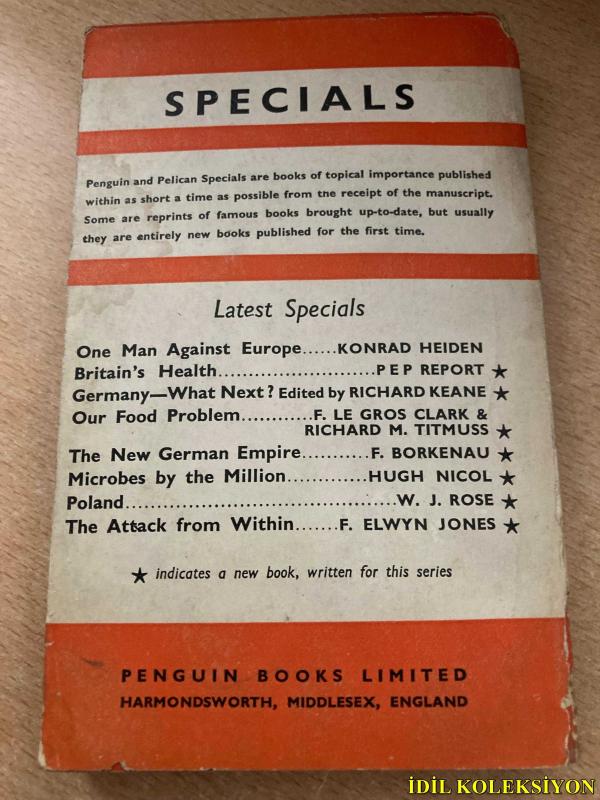 SPECIALS
Penguin and Pelican Specials are books of topical importance published
within as short a time as possible from the receipt of the manuscript.
Some are reprints of famous books brought up-to-date, but usually
they are entirely new books published for the first time.
Latest Specials
One Man Against Europe......KONRAD HEIDEN
Britain's Health..........................PEP REPORT ★
Germany—What Next? Edited by RICHARD KEANE ★
Our Food Problem............F. LE GROS CLARK &
RICHARD M. TITMUSS ★
The New German Empire...........F. BORKENAU ★
Microbes by the Million.............HUGH NICOL ★
Poland............................................W. J. ROSE ★
The Attack from Within.......F. ELWYN JONES ★
★ indicates a new book, written for this series
PENGUIN BOOKS LIMITED
HARMONDSWORTH, MIDDLESEX, ENGLAND
İDİL KOLEKSİYON